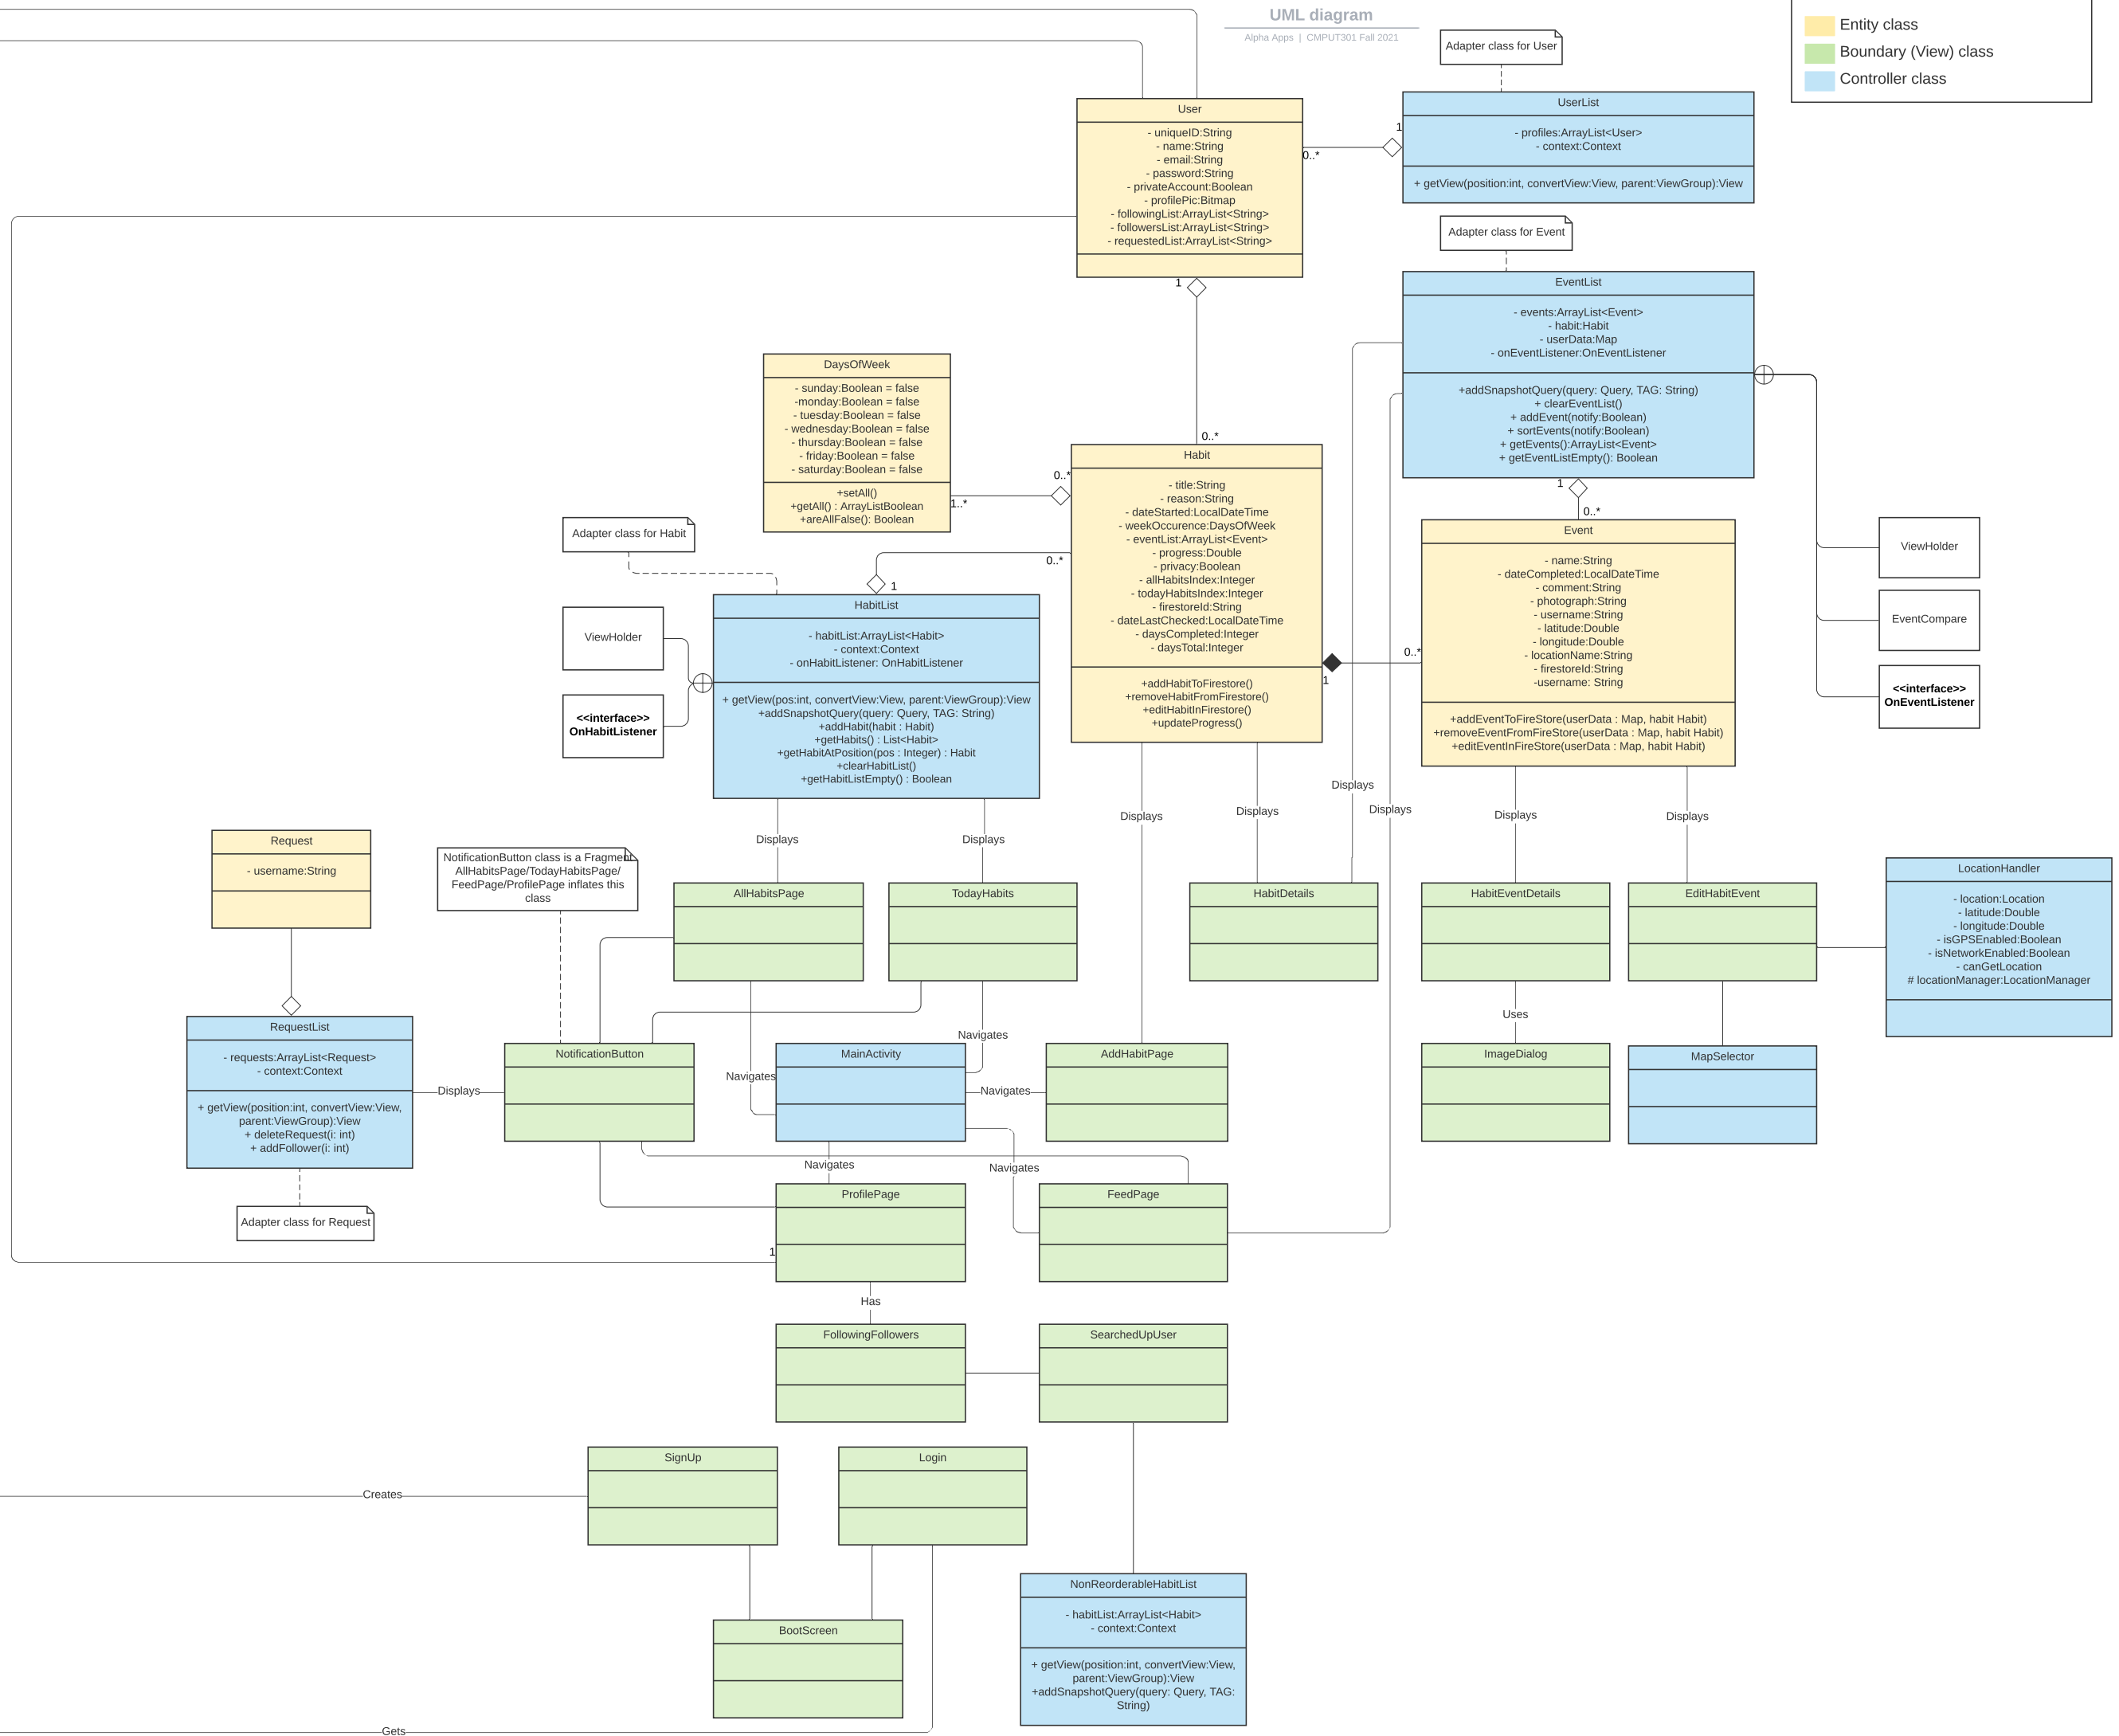 UML diagram
Alpha Apps | CMPUT301 Fall 2021
Entity class
Boundary (View) class
Controller class
Adapter class for User
User
- uniqueID:String
- name:String
- email:String
- password:String
- privateAccount:Boolean
- profilePic:Bitmap
- followingList:ArrayList<String>
- followersList:ArrayList<String>
- requestedList:ArrayList<String>
0..*
1
UserList
- profiles:ArrayList<User>
- context:Context
+ getView(position:int, convertView:View, parent:ViewGroup):View
Adapter class for Event
EventList
- events:ArrayList<Event>
- habit:Habit
- userData:Map
- onEventListener:OnEventListener
+addSnapshotQuery(query: Query, TAG: String)
+ clearEventList()
+ addEvent(notify:Boolean)
+ sortEvents(notify:Boolean)
+ getEvents():ArrayList<Event>
+ getEventListEmpty(): Boolean
1
0..*
1
0..*
DaysOfWeek
- sunday:Boolean = false
-monday:Boolean = false
- tuesday:Boolean = false
- wednesday:Boolean = false
- thursday:Boolean = false
- friday:Boolean = false
- saturday:Boolean = false
+setAll()
+getAll() : ArrayListBoolean
+areAllFalse(): Boolean
0..*
1..*
Habit
- title:String
- reason:String
- dateStarted:LocalDateTime
- weekOccurence:DaysOfWeek
- eventList:ArrayList<Event>
- progress:Double
- privacy:Boolean
- allHabitsIndex:Integer
- todayHabitsIndex:Integer
- firestoreId:String
- dateLastChecked:LocalDateTime
- daysCompleted:Integer
- daysTotal:Integer
+addHabitToFirestore()
+removeHabitFromFirestore()
+editHabitInFirestore()
+updateProgress()
0..*
1
Event
- name:String
- dateCompleted:LocalDateTime
- comment:String
- photograph:String
- username:String
- latitude:Double
- longitude:Double
- locationName:String
- firestoreId:String
-username: String
+addEventToFireStore(userData : Map, habit Habit)
+removeEventFromFireStore(userData : Map, habit Habit)
+editEventInFireStore(userData : Map, habit Habit)
ViewHolder
EventCompare
<<interface>>
OnEventListener
Adapter class for Habit
0..*
1
HabitList
- habitList:ArrayList<Habit>
- context:Context
- onHabitListener: OnHabitListener
+ getView(pos:int, convertView:View, parent:ViewGroup):View
+addSnapshotQuery(query: Query, TAG: String)
+addHabit(habit : Habit)
+getHabits() : List<Habit>
+getHabitAtPosition(pos : Integer) : Habit
+clearHabitList()
+getHabitListEmpty() : Boolean
ViewHolder
<<interface>>
OnHabitListener
Displays
Displays
Displays
Displays
Displays
Displays
Displays
Displays
Request
- username:String
NotificationButton class is a Fragment
AllHabitsPage/TodayHabitsPage/
FeedPage/ProfilePage inflates this
class
AllHabitsPage
TodayHabits
HabitDetails
HabitEventDetails
EditHabitEvent
LocationHandler
- location:Location
- latitude:Double
- longitude:Double
- isGPSEnabled:Boolean
- isNetworkEnabled:Boolean
- canGetLocation
# locationManager:LocationManager
Uses
Navigates
RequestList
- requests:ArrayList<Request>
- context:Context
+ getView(position:int, convertView:View,
parent:ViewGroup):View
+ deleteRequest(i: int)
+ addFollower(i: int)
Displays
NotificationButton
Navigates
MainActivity
Navigates
AddHabitPage
ImageDialog
MapSelector
Navigates
Navigates
Adapter class for Request
ProfilePage
1
FeedPage
Has
FollowingFollowers
SearchedUpUser
SignUp
Login
Creates
NonReorderableHabitList
- habitList:ArrayList<Habit>
- context:Context
+ getView(position:int, convertView:View,
parent:ViewGroup):View
+addSnapshotQuery(query: Query, TAG:
String)
BootScreen
Gets